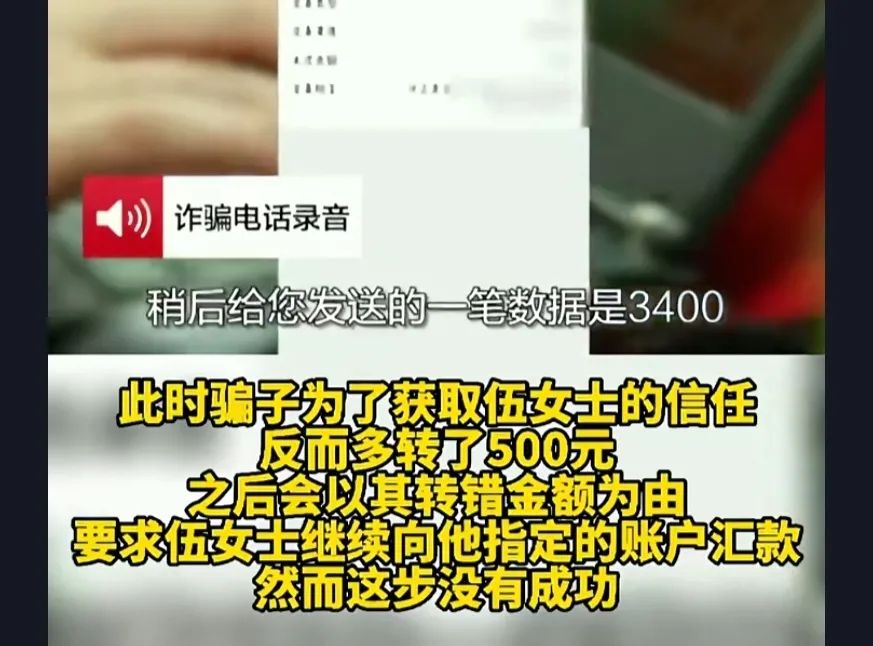 诈骗电话录音
稍后给您发送的一笔数据是3400
此时骗子为了获取伍女士的信任
反而多转了500元
之后会以其转错金额为由
要求伍女士继续向他指定的账户汇款
然而这步没有成功